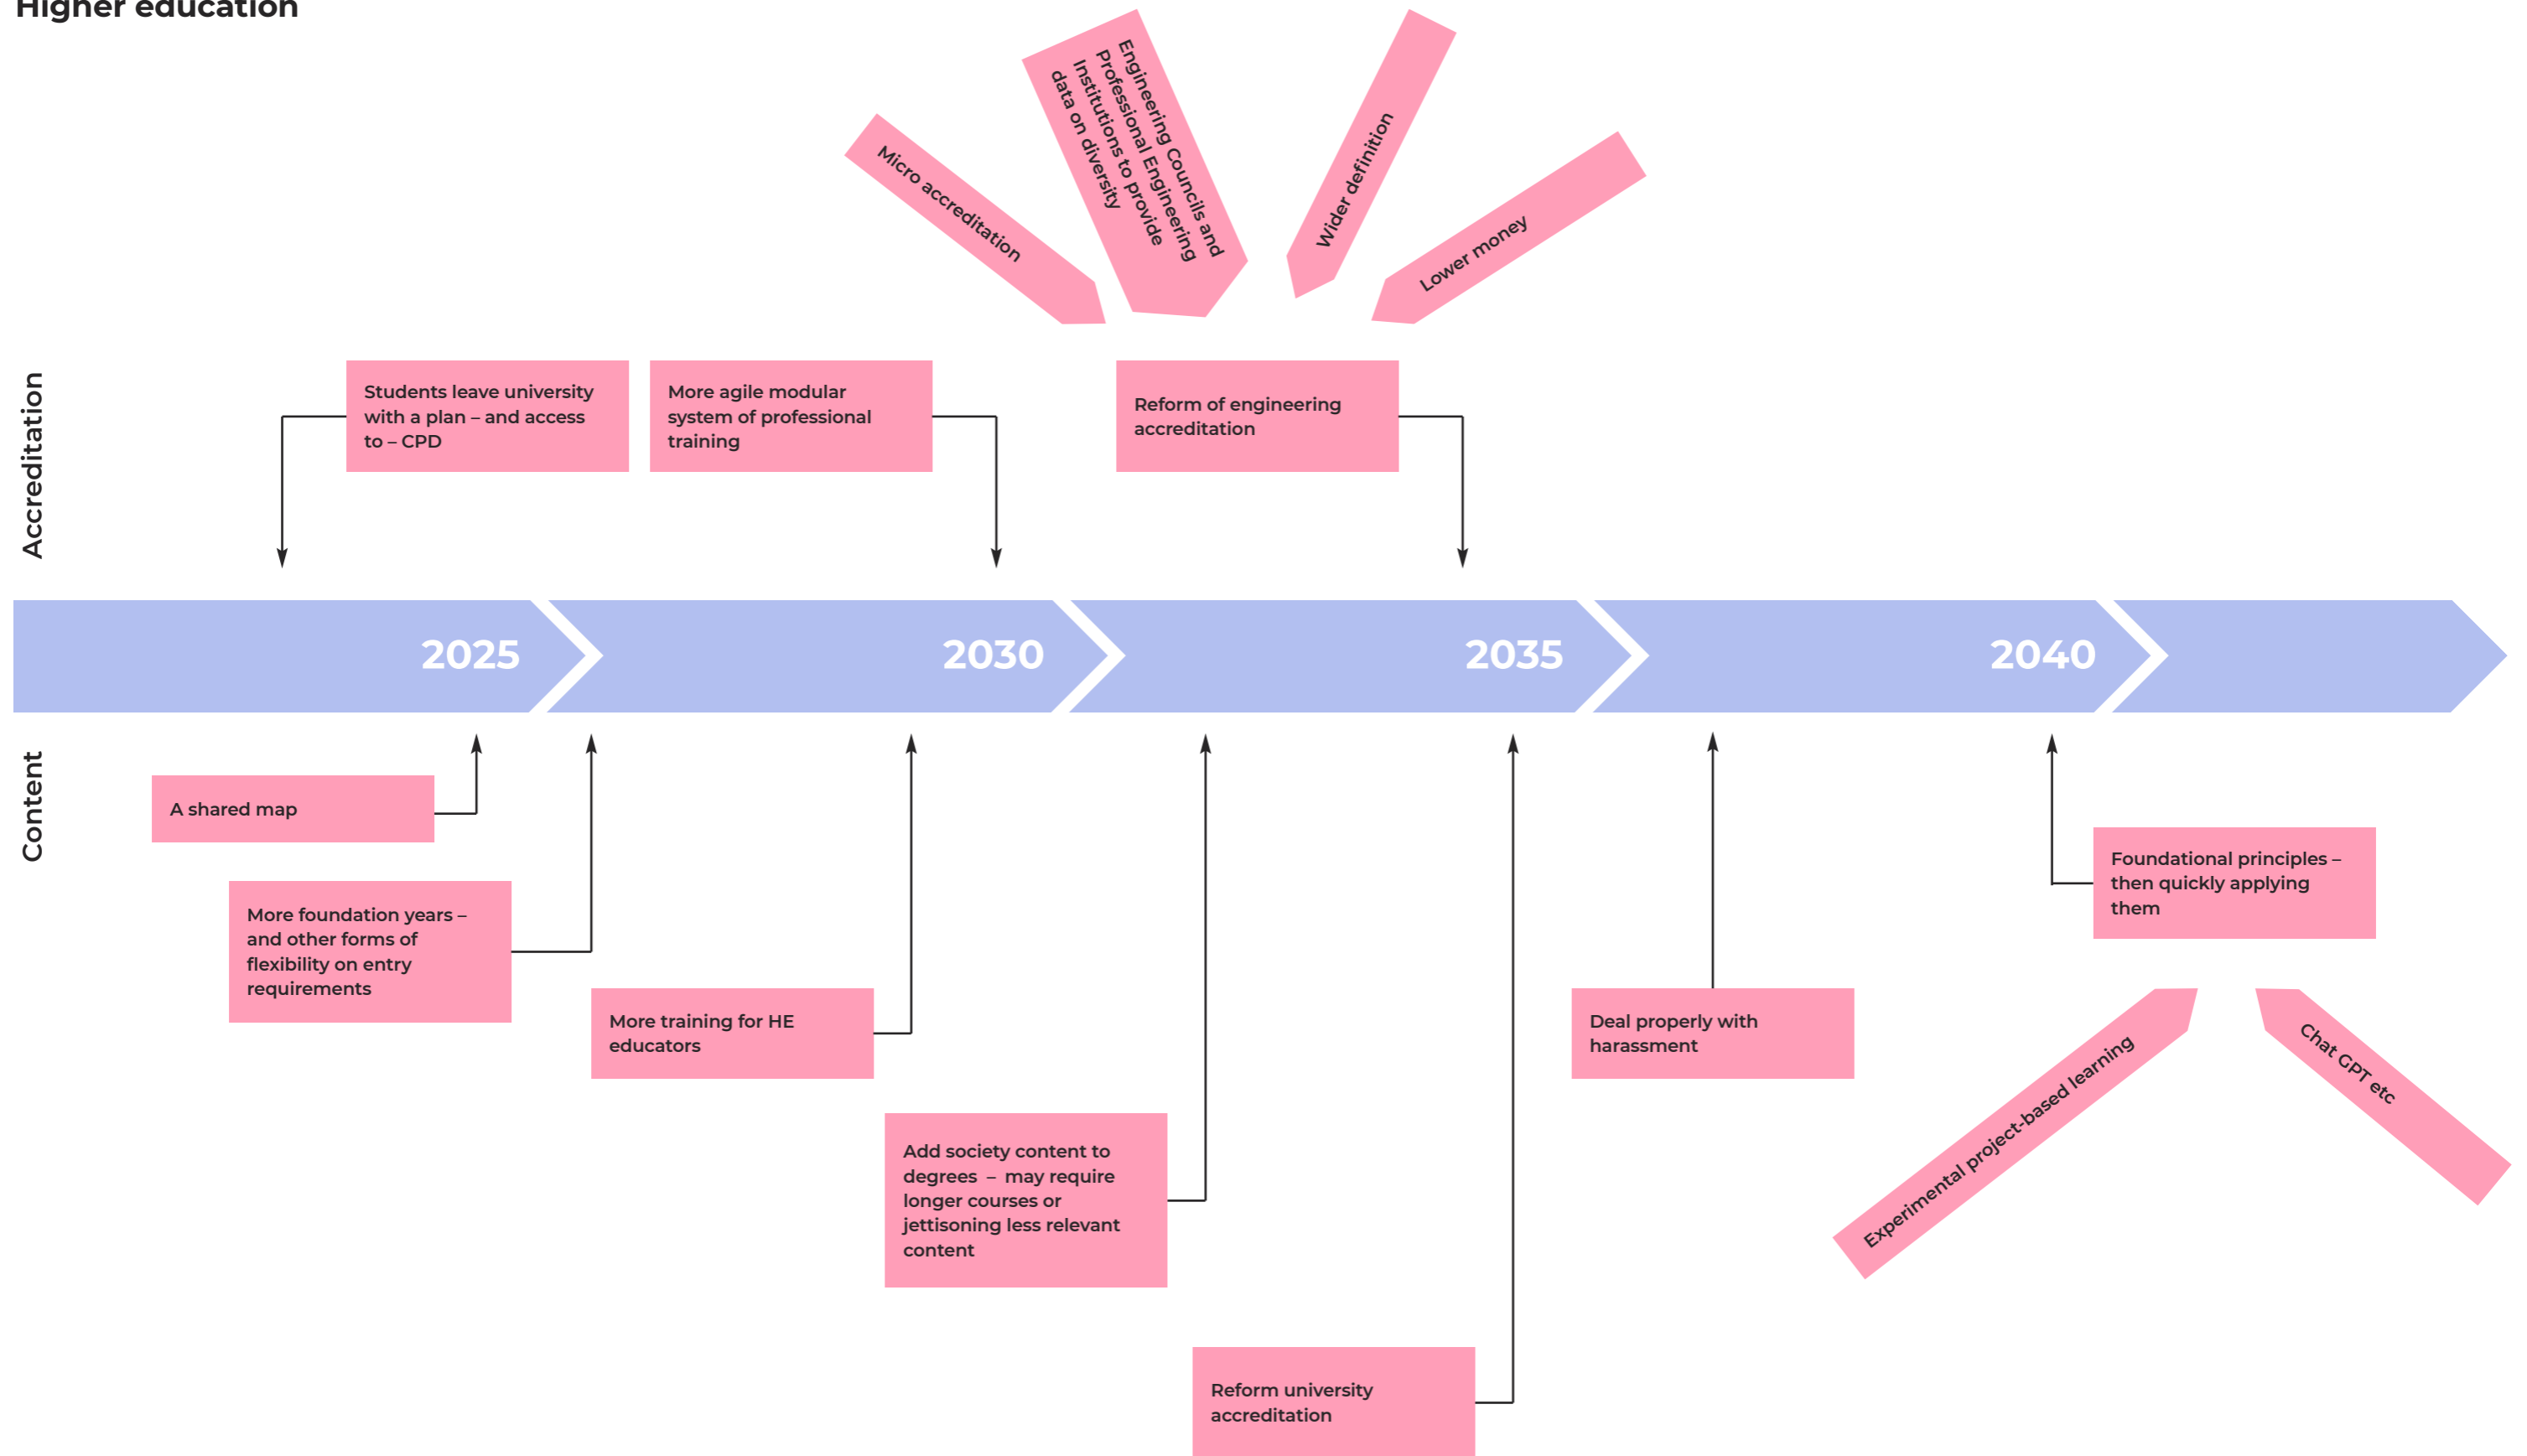 Higher education
Micro accreditation
Engineering Councils and
Professional Engineering
Institutions to provide
data on diversity
Wider definition
Lower money
Accreditation
Students leave university
with a plan – and access
to – CPD
More agile modular
system of professional
training
Reform of engineering
accreditation
2025
2030
2035
2040
Content
A shared map
More foundation years –
and other forms of
flexibility on entry
requirements
More training for HE
educators
Add society content to
degrees – may require
longer courses or
jettisoning less relevant
content
Reform university
accreditation
Deal properly with
harassment
Foundational principles –
then quickly applying
them
Experimental project-based learning
Chat GPT etc